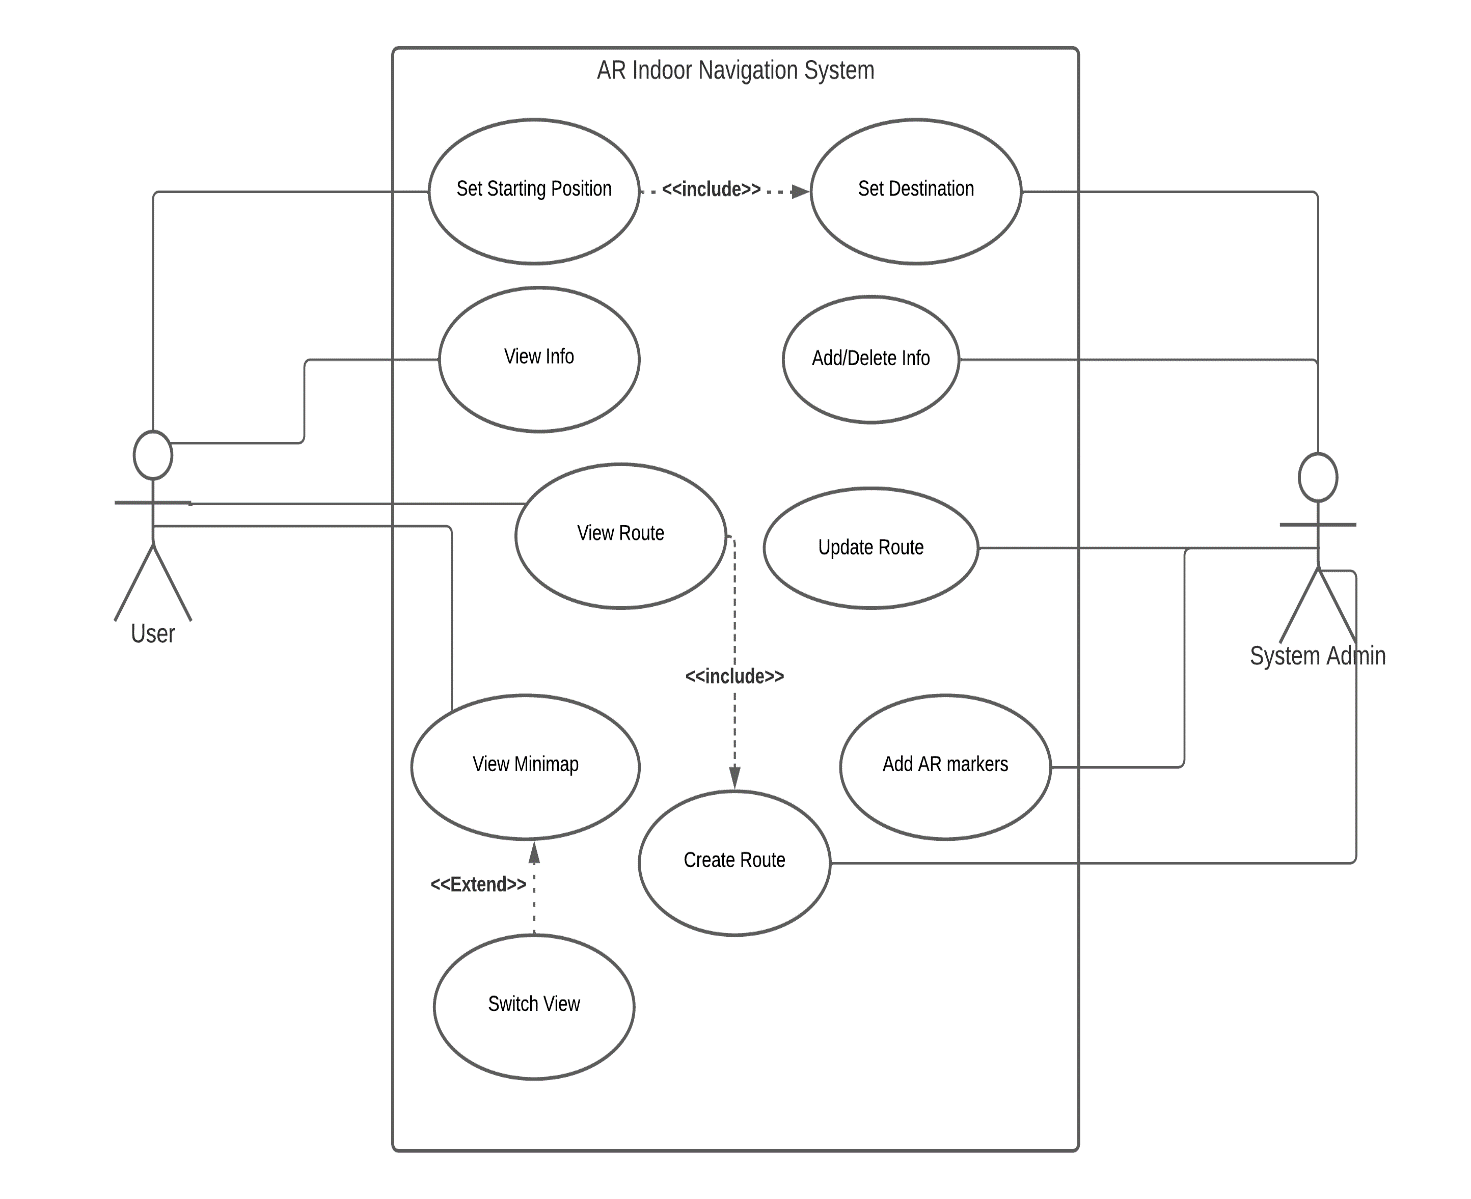 AR Indoor Navigation System
Set Starting Position
<<include>>
Set Destination
View Info
Add/Delete Info
View Route
Update Route
User
System Admin
<<include>>
View Minimap
Add AR markers
Create Route
<<Extend>>
Switch View